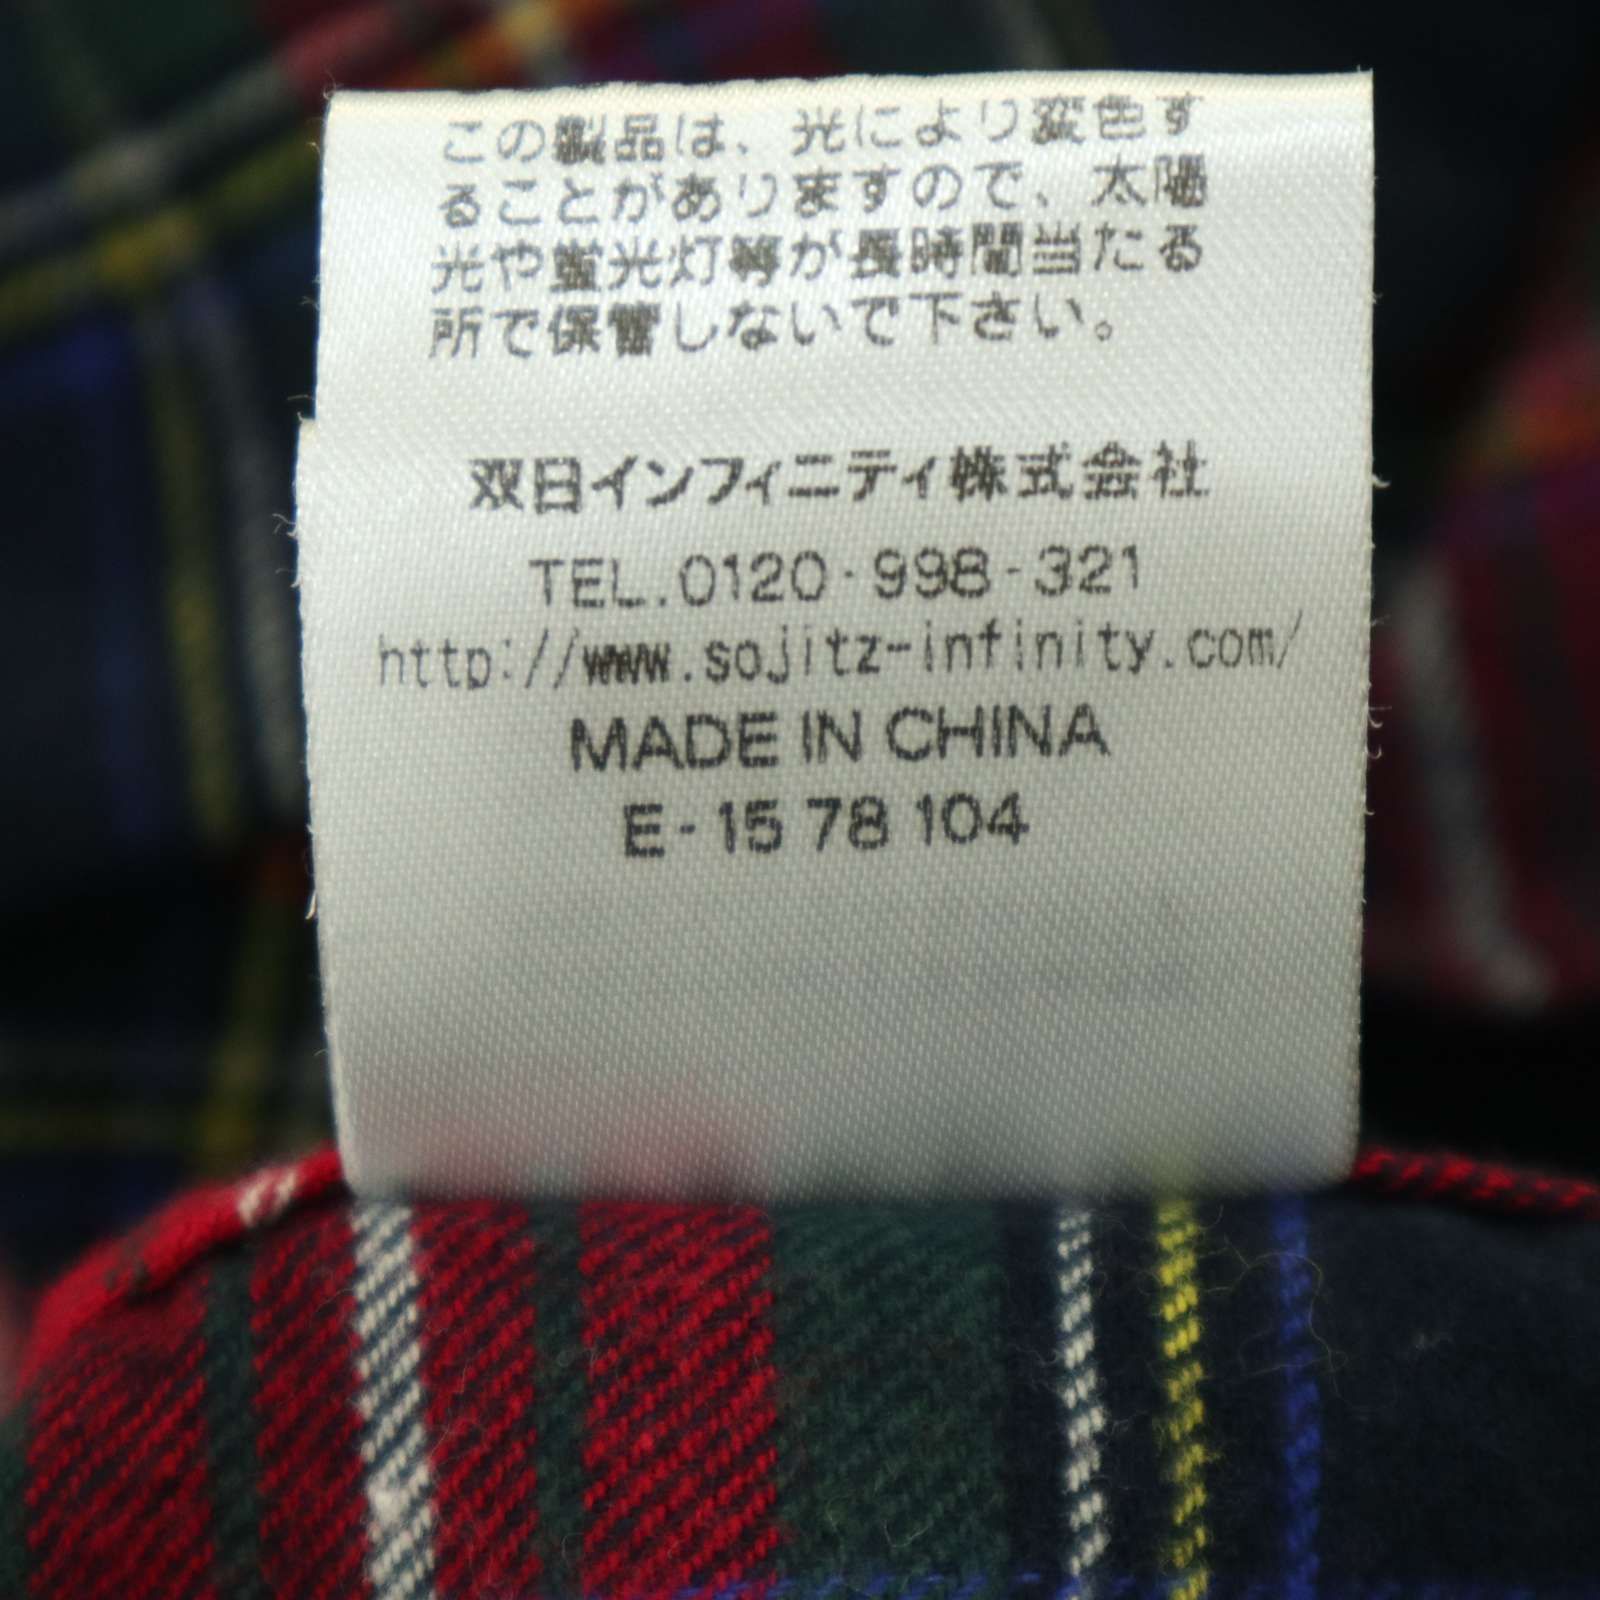 この製品は、光により変色す
ることがありますので、太陽
光や蛍光灯等が長時間当たる
所で保管しないで下さい。
双日インフィニティ株式会社
TEL.0120-998-321
http://www.sojitz-infinity.com/
MADE IN CHINA
E-15 78 104